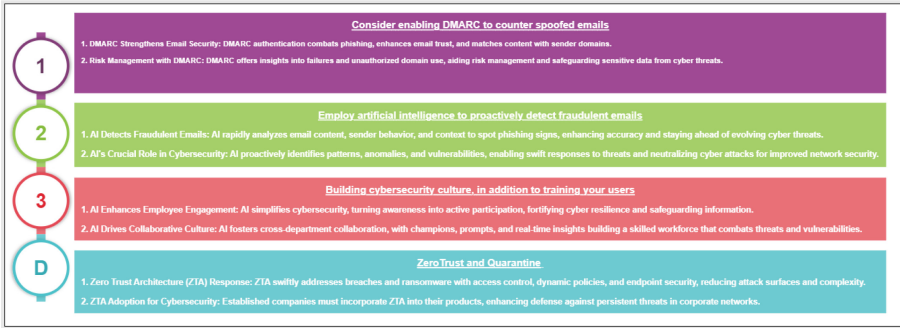 Consider enabling DMARC to counter spoofed emails
1. DMARC Strengthens Email Security: DMARC authentication combats phishing, enhances email trust, and matches content with sender domains.
1
2. Risk Management with DMARC: DMARC offers insights into failures and unauthorized domain use, aiding risk management and safeguarding sensitive data from cyber threats.
Employ artificial intelligence to proactively detect fraudulent emails
2
1. AI Detects Fraudulent Emails: AI rapidly analyzes email content, sender behavior, and context to spot phishing signs, enhancing accuracy and staying ahead of evolving cyber threats.
2. AI's Crucial Role in Cybersecurity: AI proactively identifies patterns, anomalies, and vulnerabilities, enabling swift responses to threats and neutralizing cyber attacks for improved network security.
Building cybersecurity culture, in addition to training your users
3
1. AI Enhances Employee Engagement: AI simplifies cybersecurity, turning awareness into active participation, fortifying cyber resilience and safeguarding information.
2. AI Drives Collaborative Culture: AI fosters cross-department collaboration, with champions, prompts, and real-time insights building a skilled workforce that combats threats and vulnerabilities.
ZeroTrust and Quarantine
D
1. Zero Trust Architecture (ZTA) Response: ZTA swiftly addresses breaches and ransomware with access control, dynamic policies, and endpoint security, reducing attack surfaces and complexity.
2. ZTA Adoption for Cybersecurity: Established companies must incorporate ZTA into their products, enhancing defense against persistent threats in corporate networks.